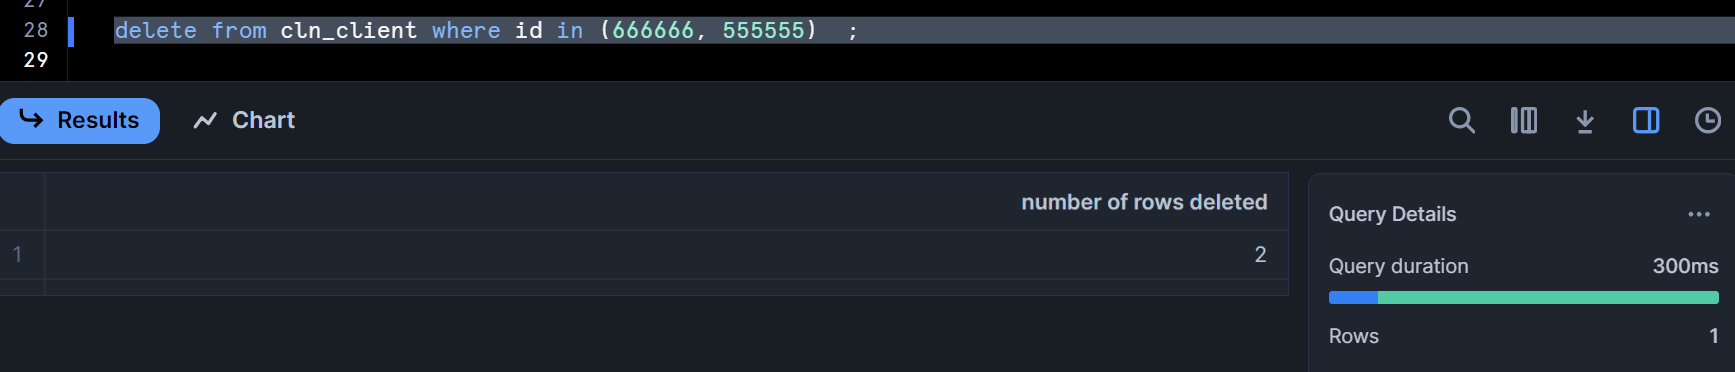 27
28 delete from cln_client where id in (666666, 555555)  ;
29
Results Chart
number of rows deleted
1 2
Query Details ...
Query duration 300ms
Rows 1